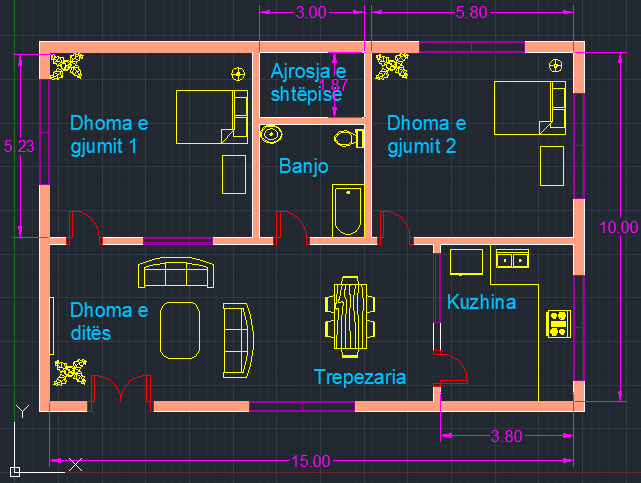 3.00
5.80
Ajrosja e
shtëpisë
1.87
Dhoma e
gjumit 1
Dhoma e
gjumit 2
5.23
Banjo
10.00
Dhoma e
ditës
Kuzhina
Trepezaria
3.80
15.00
Y
X